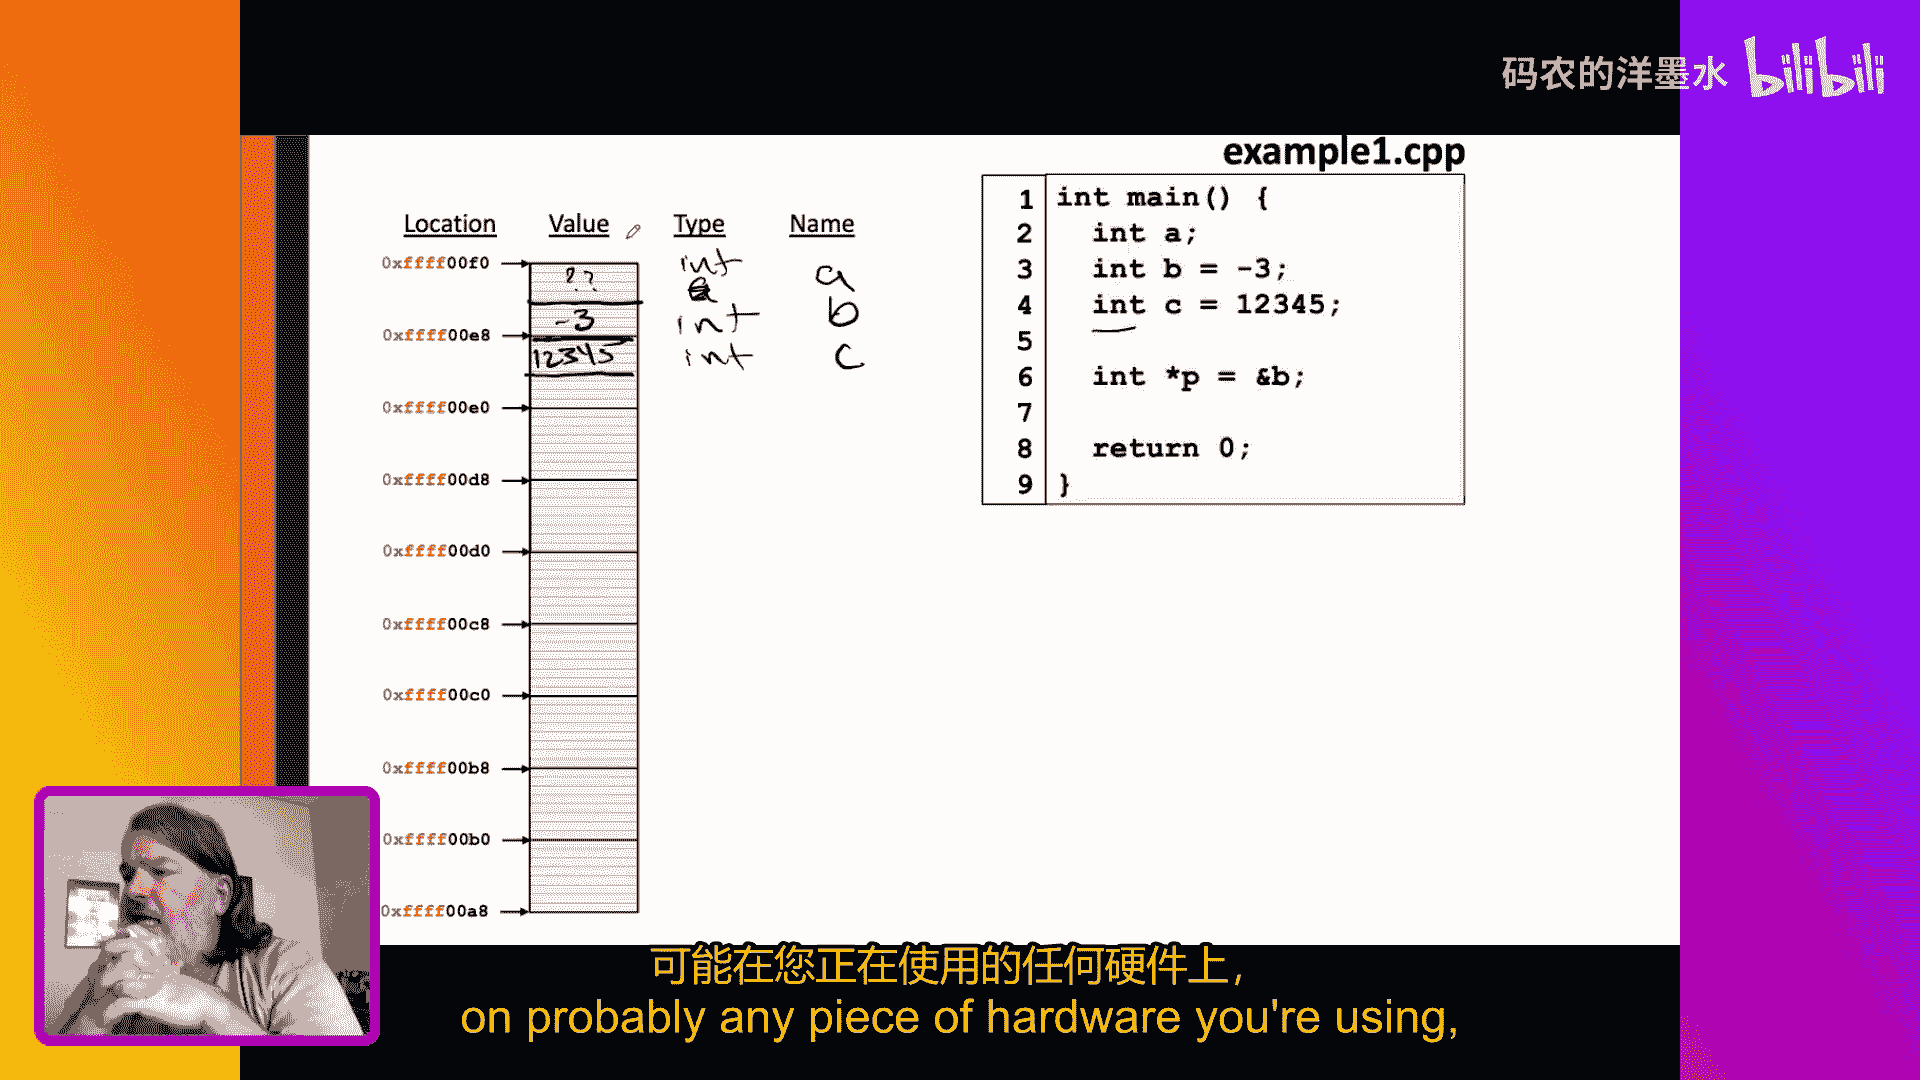 码农的洋墨水 bilibili
example1.cpp
Location Value Type Name
0xffff00f0 ?? int a
-3 int b
0xffff00e8
12345 int c
0xffff00e0
0xffff00d8
0xffff00d0
0xffff00c8
0xffff00c0
0xffff00b8
0xffff00b0
0xffff00a8
1 int main() {
2 int a;
3 int b = -3;
4 int c = 12345;
5
6 int *p = &b;
7
8 return 0;
9 }
可能在您正在使用的任何硬件上，
on probably any piece of hardware you're using,